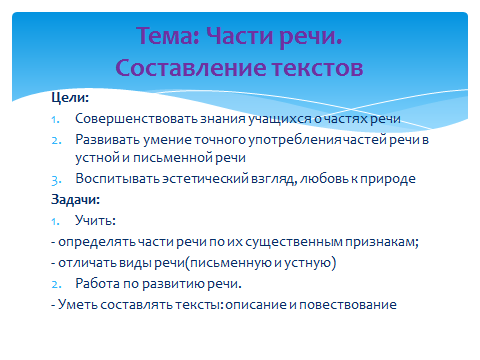 Тема: Части речи.
Составление текстов
Цели:
1. Совершенствовать знания учащихся о частях речи
2. Развивать умение точного употребления частей речи в
устной и письменной речи
3. Воспитывать эстетический взгляд, любовь к природе
Задачи:
1. Учить:
- определять части речи по их существенным признакам;
- отличать виды речи(письменную и устную)
2. Работа по развитию речи.
- Уметь составлять тексты: описание и повествование